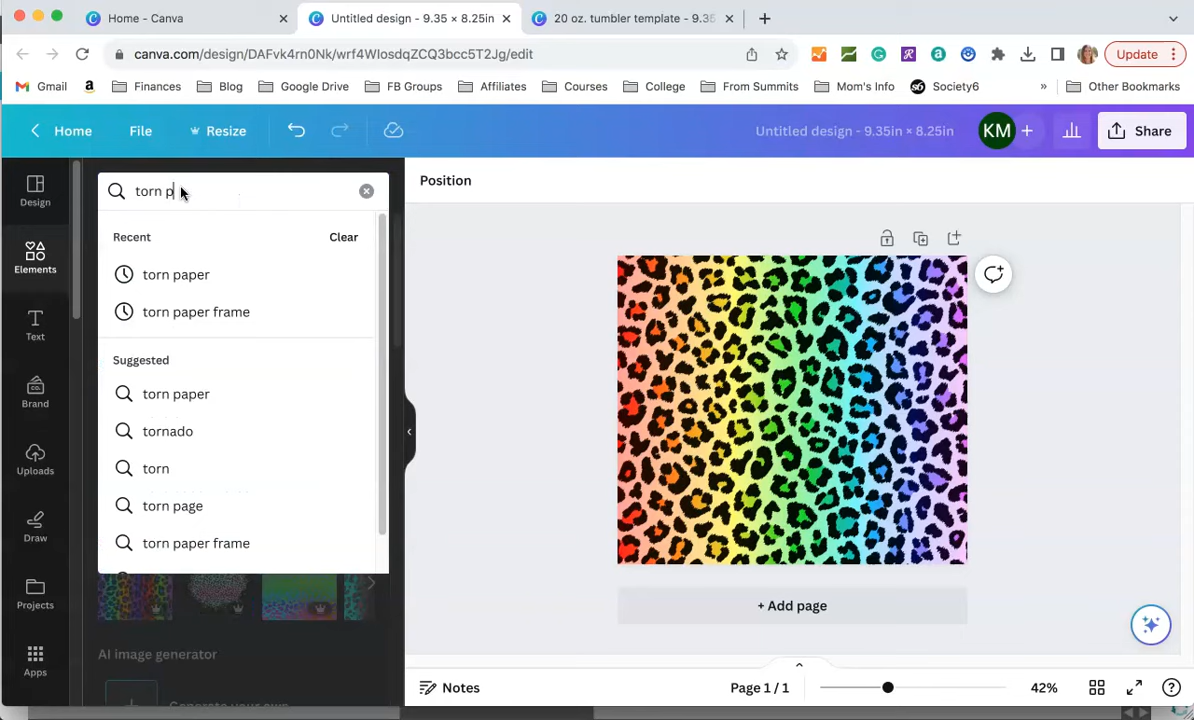 Home - Canva
Untitled design - 9.35 × 8.25in
20 oz. tumbler template - 9.35
canva.com/design/DAFvk4rn0Nk/wrf4WIosdqZCQ3bcc5T2Jg/edit
Update
Gmail
Finances
Blog
Google Drive
FB Groups
Affiliates
Courses
College
From Summits
Mom's Info
Society6
Other Bookmarks
Home
File
Resize
Untitled design - 9.35in × 8.25in
KM
Share
Design
Elements
Text
Brand
Uploads
Draw
Projects
Apps
torn p
Recent
Clear
torn paper
torn paper frame
Suggested
torn paper
tornado
torn
torn page
torn paper frame
AI image generator
Generate your own
Position
+ Add page
Notes
Page 1 / 1
42%